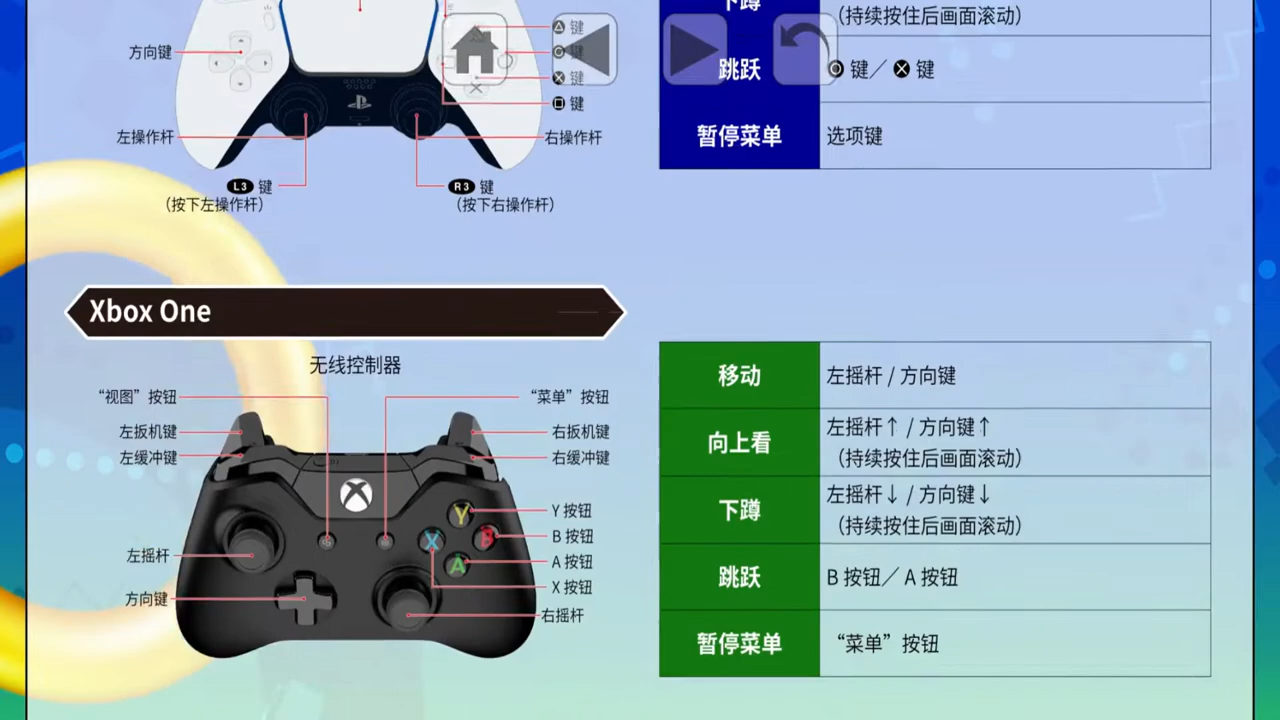 方向键
键
键
键
键
左操作杆
右操作杆
L3 键
(按下左操作杆)
R3 键
(按下右操作杆)
下蹲
(持续按住后画面滚动)
跳跃
键／ 键
暂停菜单
选项键
Xbox One
无线控制器
“视图”按钮
“菜单”按钮
左扳机键
右扳机键
左缓冲键
右缓冲键
Y
X
B
A
Y 按钮
B 按钮
A 按钮
X 按钮
左摇杆
方向键
右摇杆
移动
左摇杆 / 方向键
向上看
左摇杆↑ / 方向键↑
(持续按住后画面滚动)
下蹲
左摇杆↓ / 方向键↓
(持续按住后画面滚动)
跳跃
B 按钮／ A 按钮
暂停菜单
“菜单”按钮